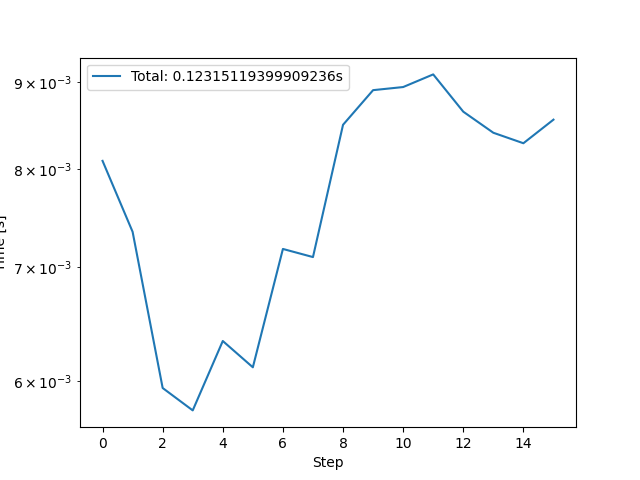 Total: 0.12315119399909236s
9 × 10⁻³
8 × 10⁻³
7 × 10⁻³
6 × 10⁻³
0 2 4 6 8 10 12 14
Step
[s]